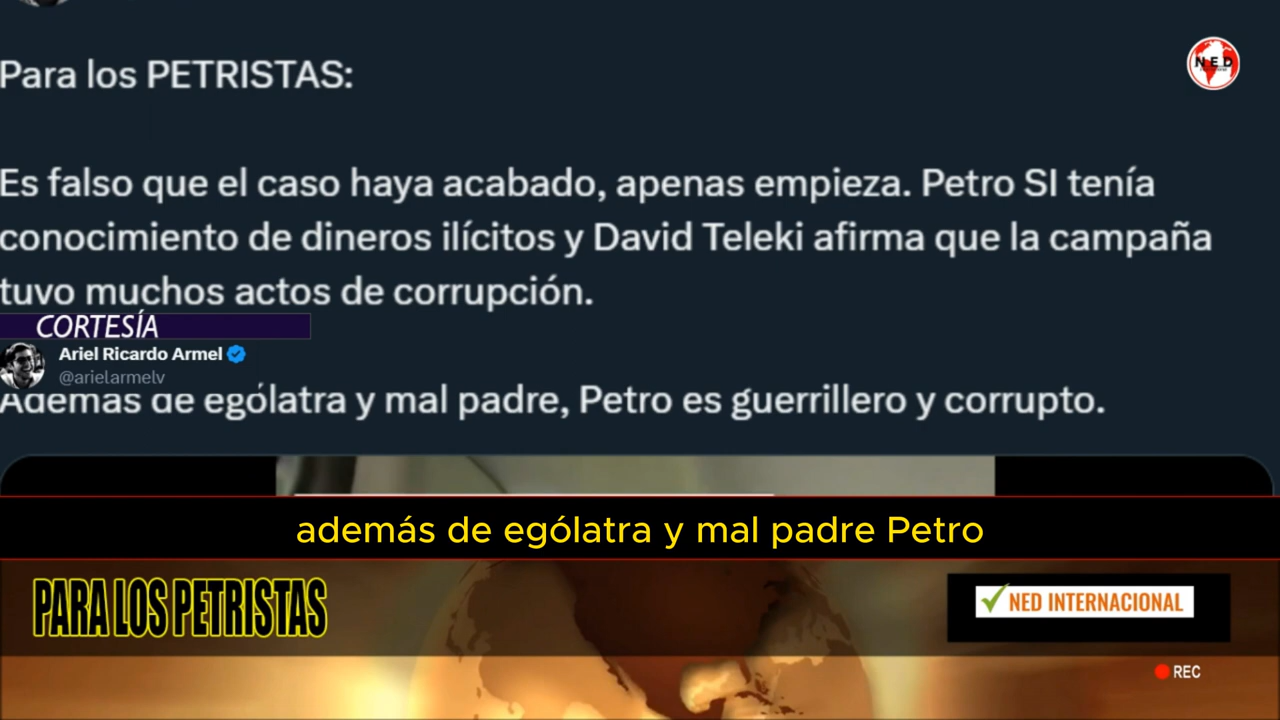 Para los PETRISTAS:
NED
Es falso que el caso haya acabado, apenas empieza. Petro SI tenía
conocimiento de dineros ilícitos y David Teleki afirma que la campaña
tuvo muchos actos de corrupción.
CORTESÍA
Ariel Ricardo Armel
@arielarmelv
Además de ególatra y mal padre, Petro es guerrillero y corrupto.
además de ególatra y mal padre Petro
PARA LOS PETRISTAS
NED INTERNACIONAL
REC